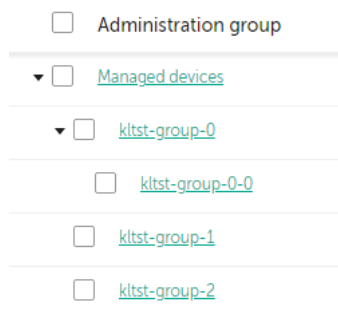 Administration group
Managed devices
kltst-group-0
kltst-group-0-0
kltst-group-1
kltst-group-2